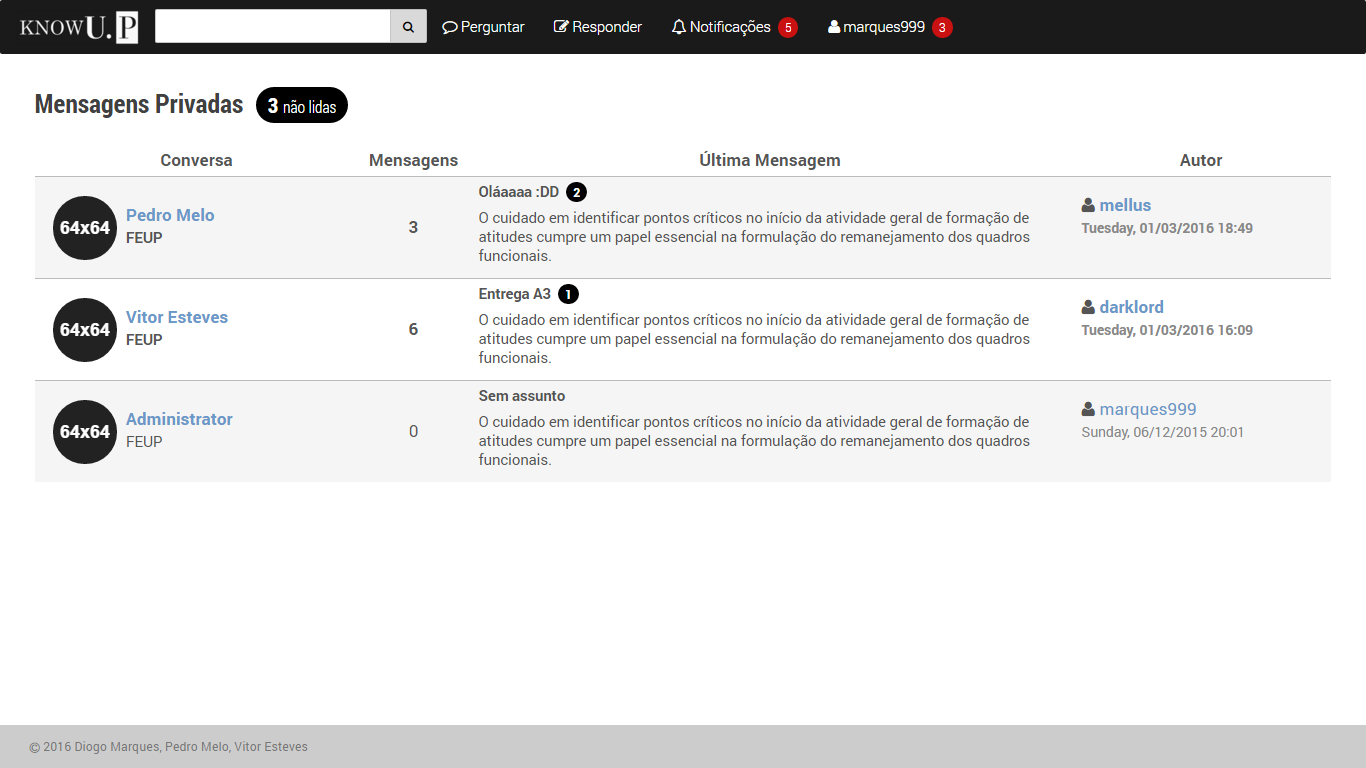 KNOWU.P Perguntar Responder Notificações 5 marques999 3
Mensagens Privadas 3 não lidas
Conversa Mensagens Última Mensagem Autor
64x64
Pedro Melo
FEUP
3
Oláaaaa :DD 2
O cuidado em identificar pontos críticos no início da atividade geral de formação de
atitudes cumpre um papel essencial na formulação do remanejamento dos quadros
funcionais.
mellus
Tuesday, 01/03/2016 18:49
64x64
Vitor Esteves
FEUP
6
Entrega A3 1
O cuidado em identificar pontos críticos no início da atividade geral de formação de
atitudes cumpre um papel essencial na formulação do remanejamento dos quadros
funcionais.
darklord
Tuesday, 01/03/2016 16:09
64x64
Administrator
FEUP
0
Sem assunto
O cuidado em identificar pontos críticos no início da atividade geral de formação de
atitudes cumpre um papel essencial na formulação do remanejamento dos quadros
funcionais.
marques999
Sunday, 06/12/2015 20:01
© 2016 Diogo Marques, Pedro Melo, Vitor Esteves